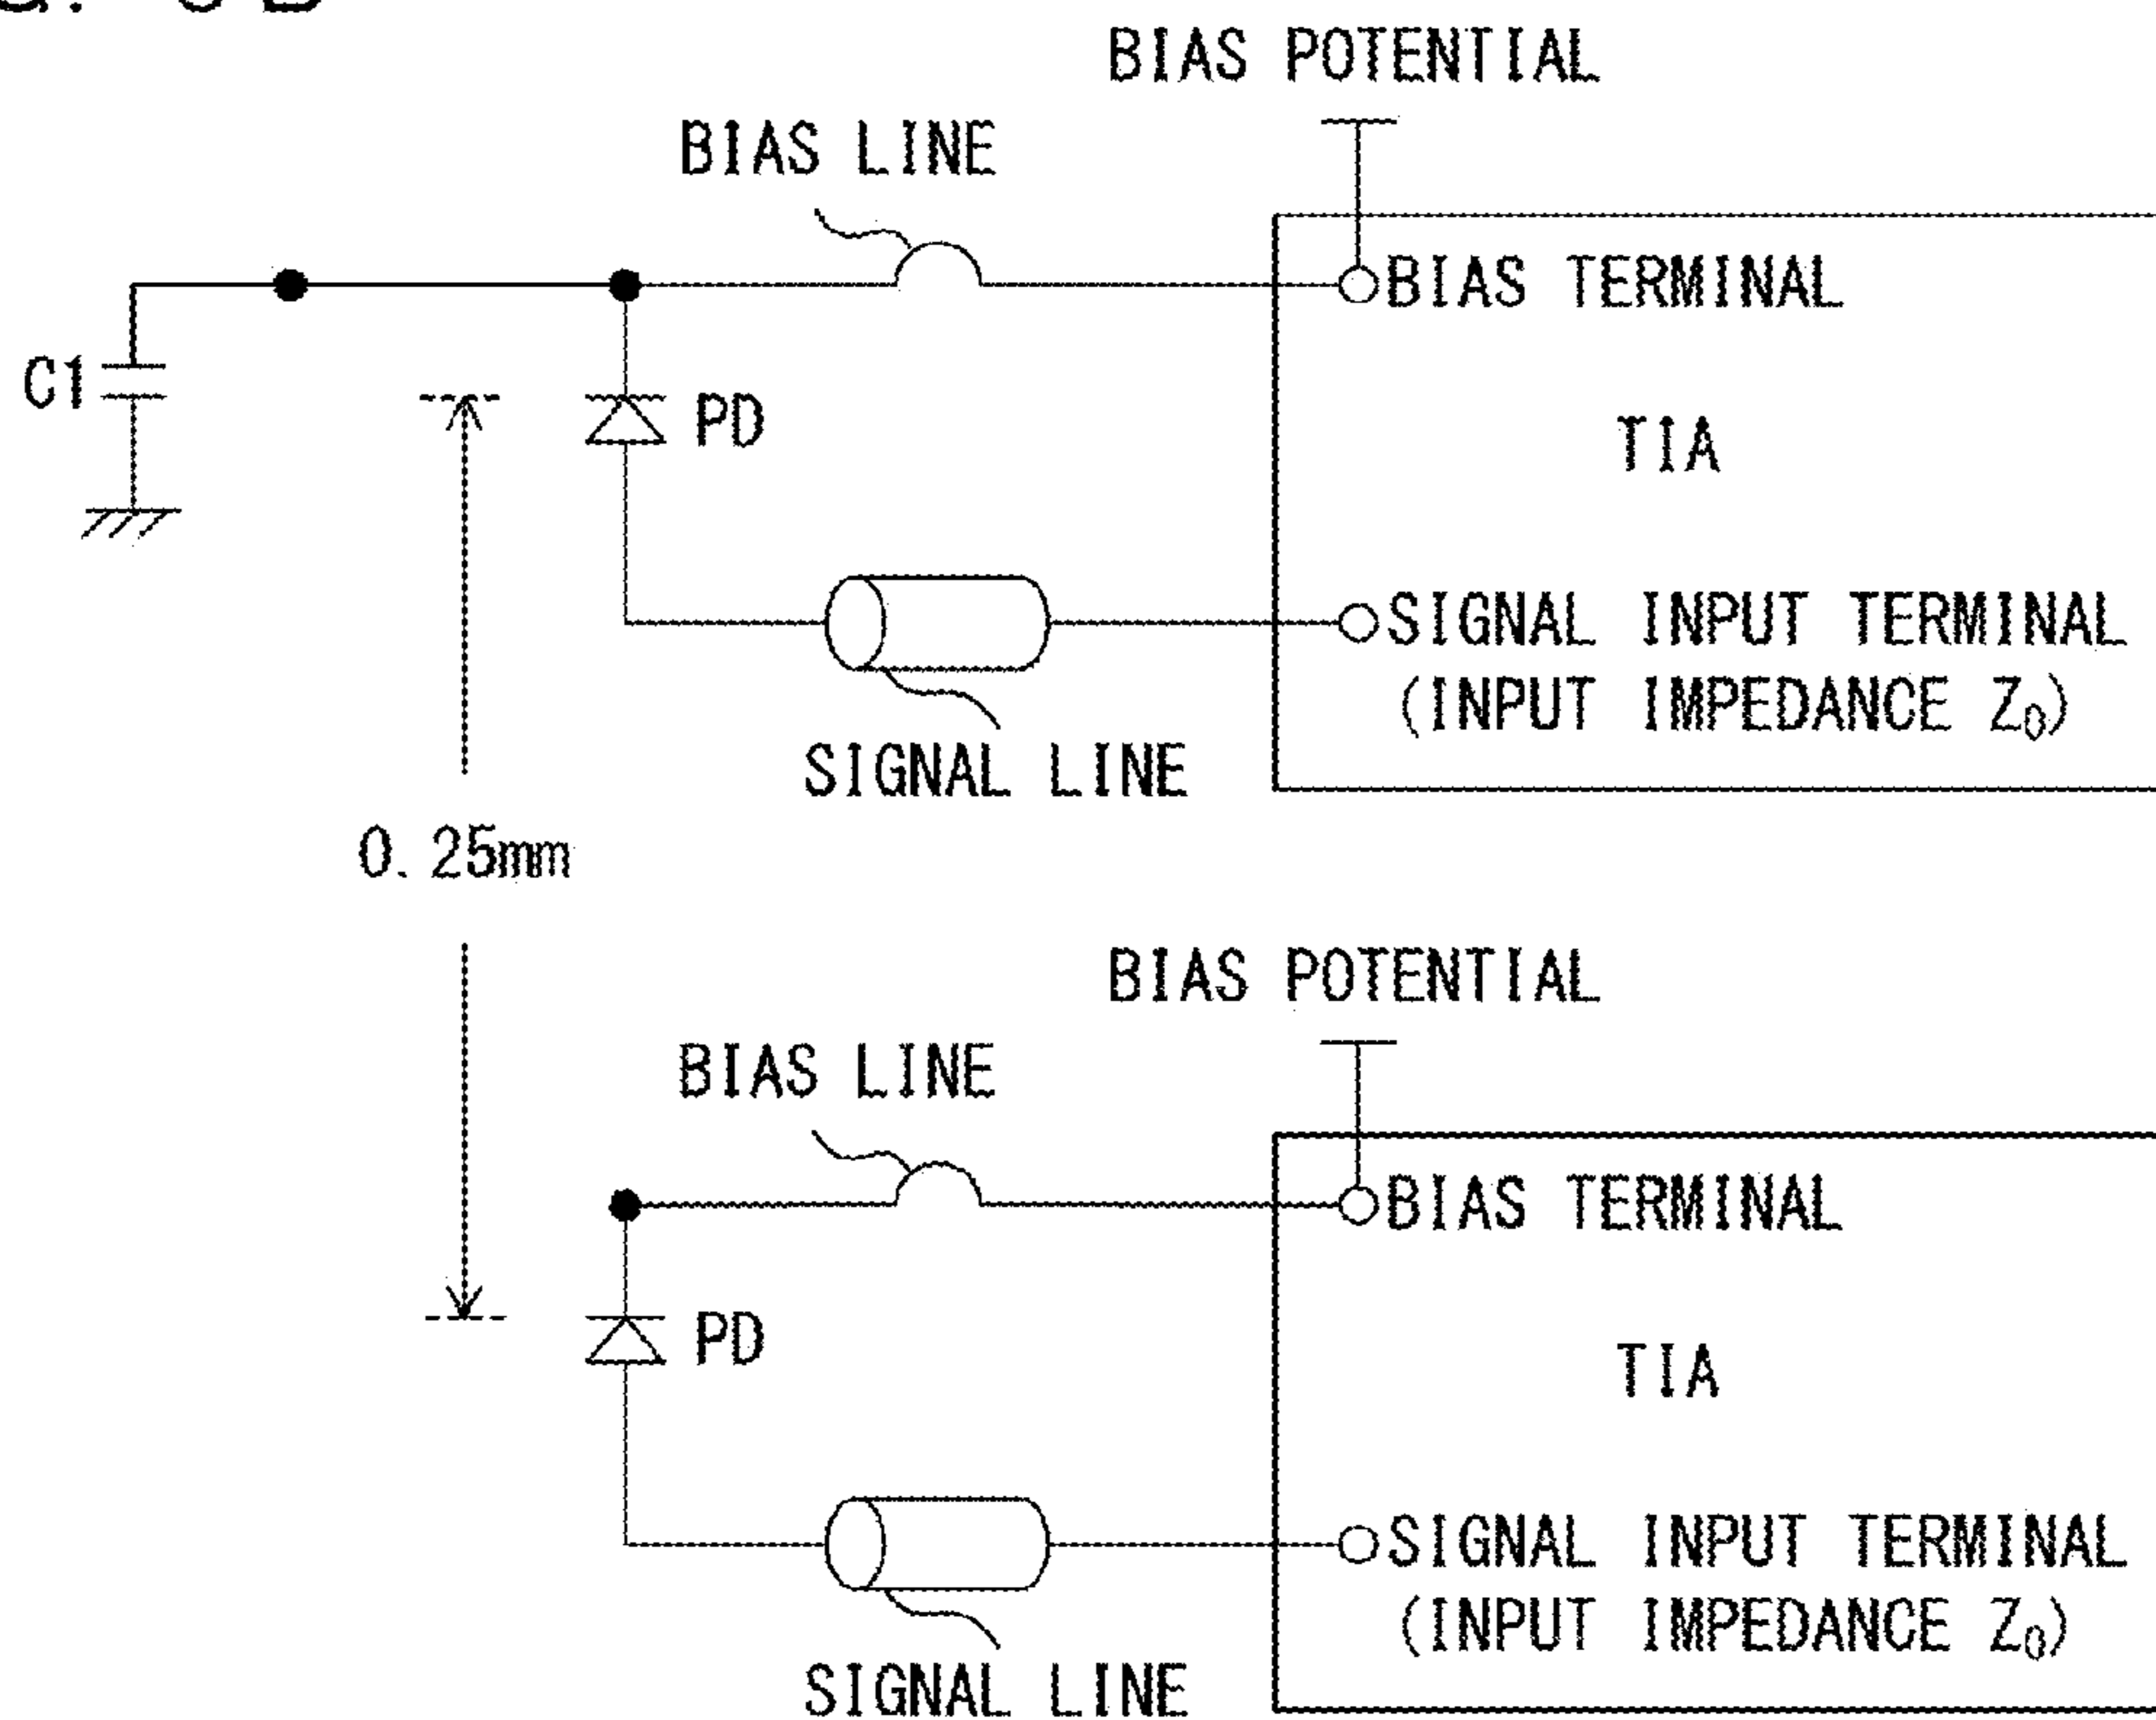 BIAS POTENTIAL
BIAS LINE
BIAS TERMINAL
C1
PD
TIA
SIGNAL INPUT TERMINAL
(INPUT IMPEDANCE Z₀)
SIGNAL LINE
0.25mm
BIAS POTENTIAL
BIAS LINE
BIAS TERMINAL
PD
TIA
SIGNAL INPUT TERMINAL
(INPUT IMPEDANCE Z₀)
SIGNAL LINE